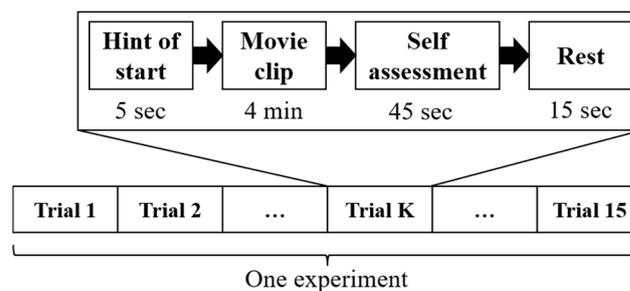 Hint of start
Movie clip
Self assessment
Rest
5 sec
4 min
45 sec
15 sec
Trial 1
Trial 2
...
Trial K
...
Trial 15
One experiment